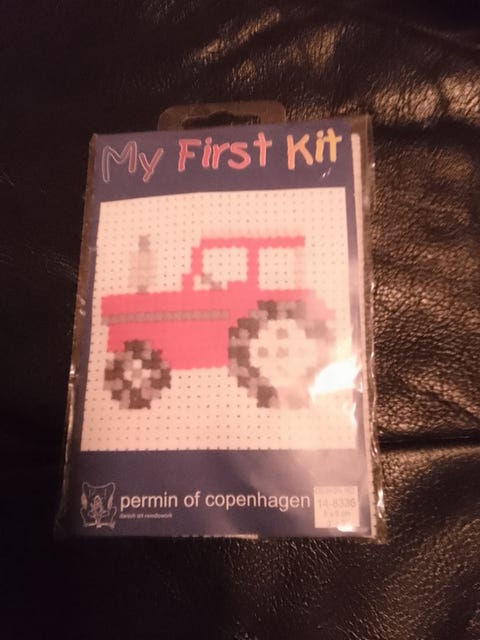 My First Kit
permin of copenhagen
danish art needlework
14-8336